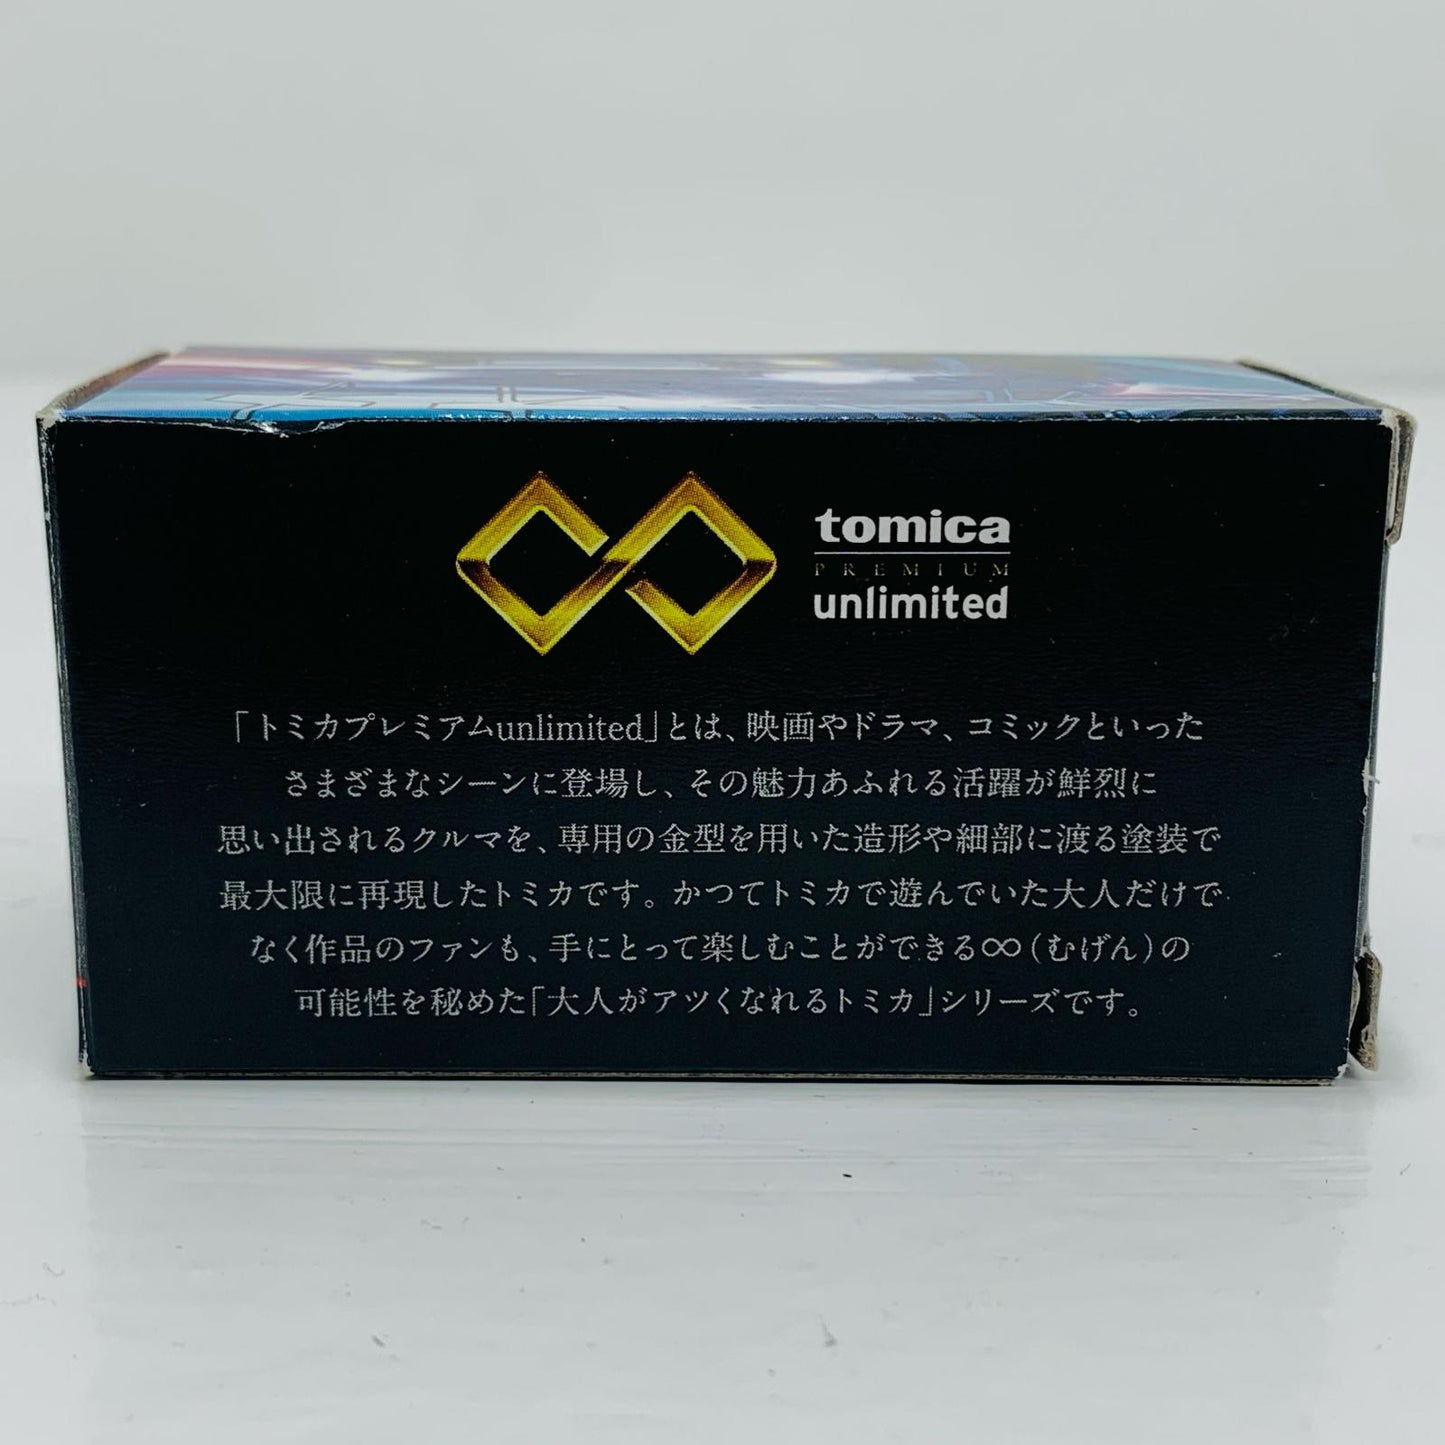 tomica
PREMIUM
unlimited
「トミカプレミアムunlimited」とは、映画やドラマ、コミックといった
さまざまなシーンに登場し、その魅力あふれる活躍が鮮烈に
思い出されるクルマを、専用の金型を用いた造形や細部に渡る塗装で
最大限に再現したトミカです。かつてトミカで遊んでいた大人だけで
なく作品のファンも、手にとって楽しむことができる∞(むげん)の
可能性を秘めた「大人がアツくなれるトミカ」シリーズです。